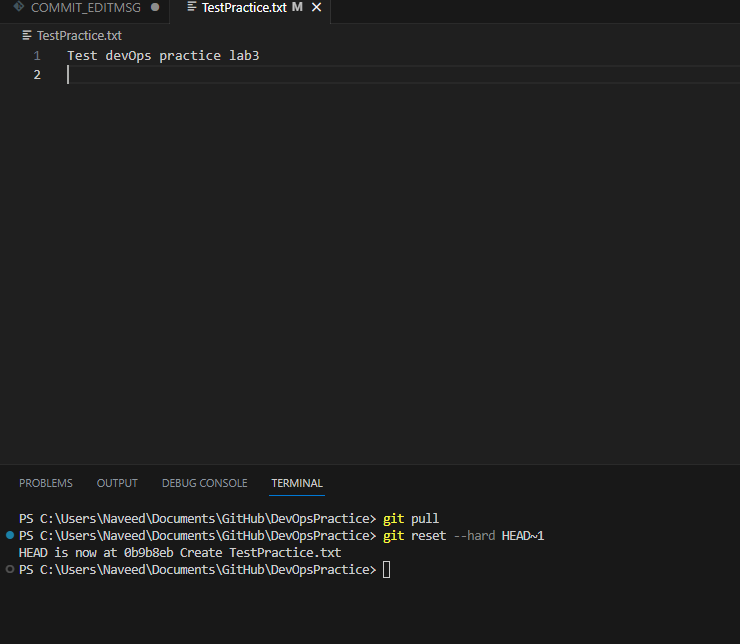 COMMIT_EDITMSG TestPractice.txt M
TestPractice.txt
1 Test devOps practice lab3
2
PROBLEMS OUTPUT DEBUG CONSOLE TERMINAL
PS C:\Users\Naveed\Documents\GitHub\DevOpsPractice> git pull
PS C:\Users\Naveed\Documents\GitHub\DevOpsPractice> git reset --hard HEAD~1
HEAD is now at 0b9b8eb Create TestPractice.txt
PS C:\Users\Naveed\Documents\GitHub\DevOpsPractice>